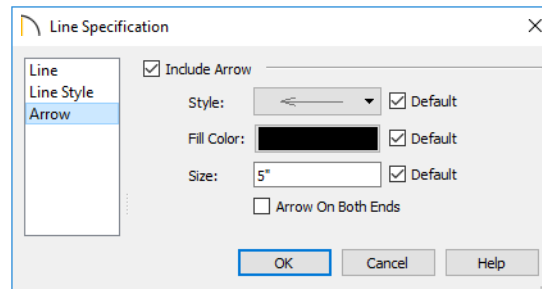 Line Specification
Line
Line Style
Arrow
Include Arrow
Style:
Default
Fill Color:
Default
Size:
5"
Default
Arrow On Both Ends
OK
Cancel
Help